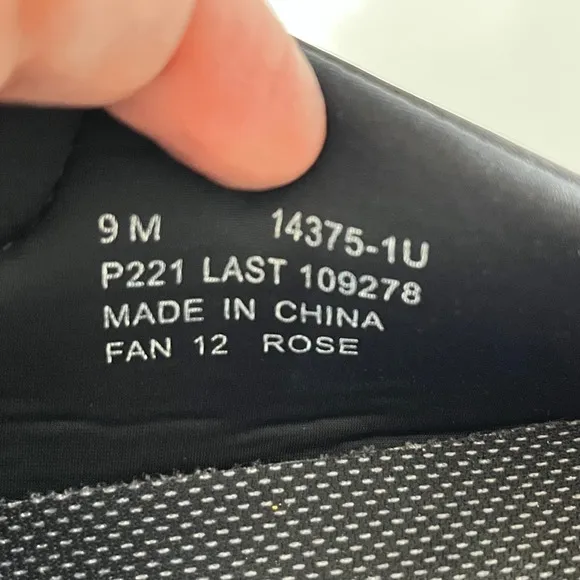 9 M 14375-1U
P221 LAST 109278
MADE IN CHINA
FAN 12 ROSE